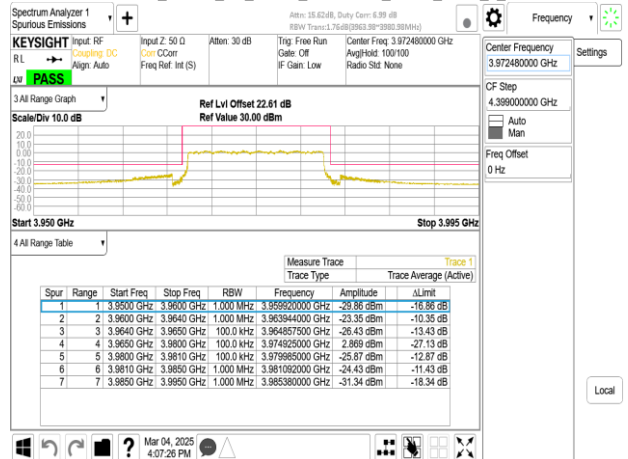 Spectrum Analyzer 1
Spurious Emissions
Attn: 15.62dB, Duty Corr: 6.99 dB
RBW Trans:1.76dB(3963.98~3980.98MHz)
Frequency
KEYSIGHT Input: RF Input Z: 50 Ω Atten: 30 dB Trig: Free Run Center Freq: 3.972480000 GHz
RL Coupling: DC Corr CCorr Gate: Off Avg|Hold: 100/100
Align: Auto Freq Ref: Int (S) IF Gain: Low Radio Std: None
LXI PASS
Center Frequency
3.972480000 GHz
Settings
CF Step
4.399000000 GHz
Auto
Man
Freq Offset
0 Hz
3 All Range Graph
Ref Lvl Offset 22.61 dB
Scale/Div 10.0 dB Ref Value 30.00 dBm
20.0
10.0
0.00
-10.0
-20.0
-30.0
-40.0
-50.0
-60.0
Start 3.950 GHz Stop 3.995 GHz
4 All Range Table
Measure Trace Trace 1
Trace Type Trace Average (Active)
Spur Range Start Freq Stop Freq RBW Frequency Amplitude ΔLimit
1 1 3.9500 GHz 3.9600 GHz 1.000 MHz 3.959920000 GHz -29.86 dBm -16.86 dB
2 2 3.9600 GHz 3.9640 GHz 1.000 MHz 3.963944000 GHz -23.35 dBm -10.35 dB
3 3 3.9640 GHz 3.9650 GHz 100.0 kHz 3.964857500 GHz -26.43 dBm -13.43 dB
4 4 3.9650 GHz 3.9800 GHz 100.0 kHz 3.974925000 GHz 2.869 dBm -27.13 dB
5 5 3.9800 GHz 3.9810 GHz 100.0 kHz 3.979985000 GHz -25.87 dBm -12.87 dB
6 6 3.9810 GHz 3.9850 GHz 1.000 MHz 3.981092000 GHz -24.43 dBm -11.43 dB
7 7 3.9850 GHz 3.9950 GHz 1.000 MHz 3.985380000 GHz -31.34 dBm -18.34 dB
Local
Mar 04, 2025
4:07:26 PM